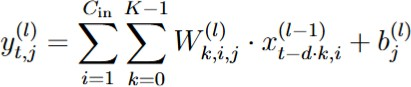 y_{t,j}^{(l)} = \sum_{i=1}^{C_{\text{in}}} \sum_{k=0}^{K-1} W_{k,i,j}^{(l)} \cdot x_{t-d \cdot k,i}^{(l-1)} + b_j^{(l)}